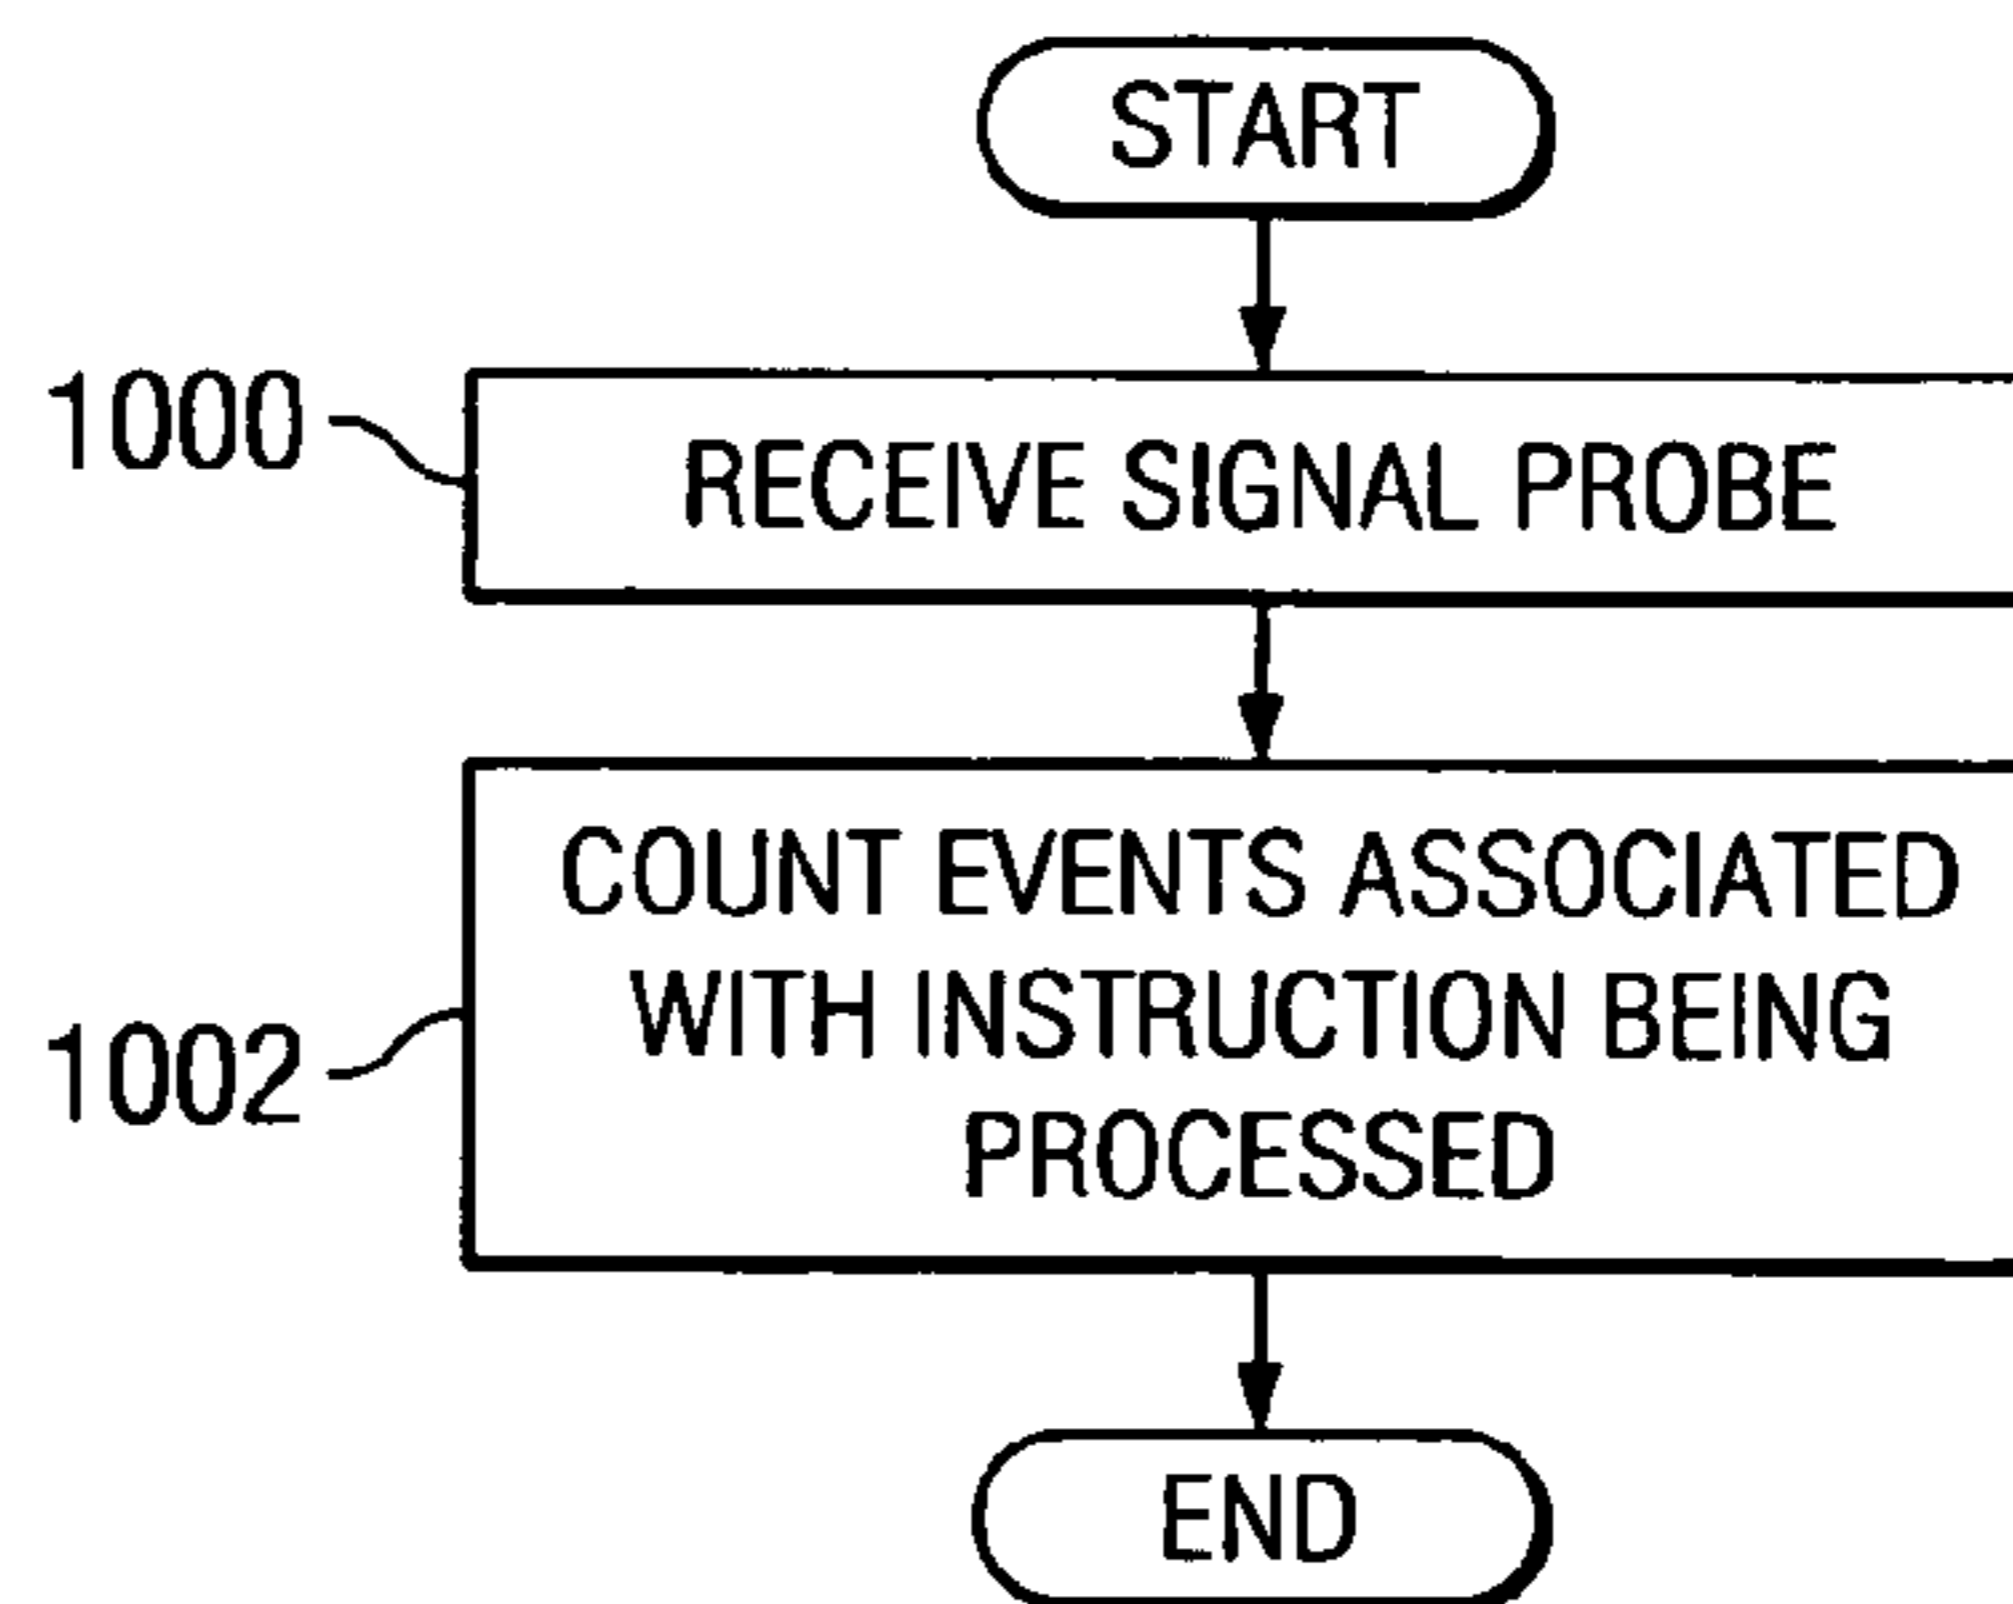 START
1000
RECEIVE SIGNAL PROBE
COUNT EVENTS ASSOCIATED
WITH INSTRUCTION BEING
1002
PROCESSED
END